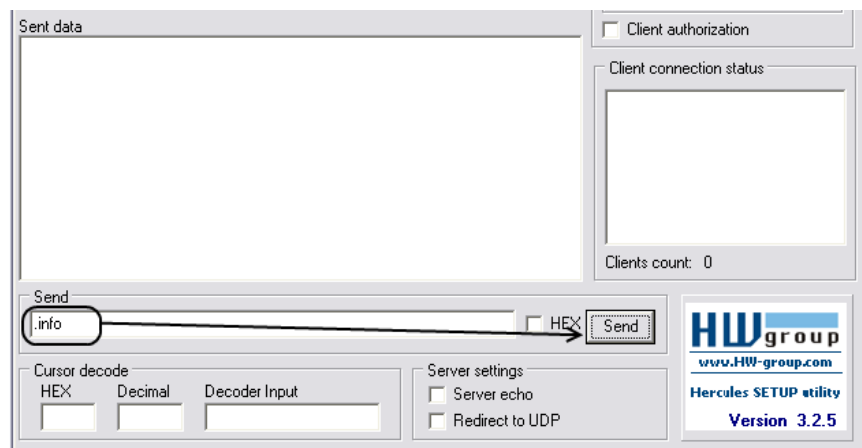 Sent data
Client authorization
Client connection status
Clients count: 0
Send
.info
HEX
Send
Cursor decode
HEX Decimal Decoder Input
Server settings
Server echo
Redirect to UDP
HW group
www.HW-group.com
Hercules SETUP utility
Version 3.2.5